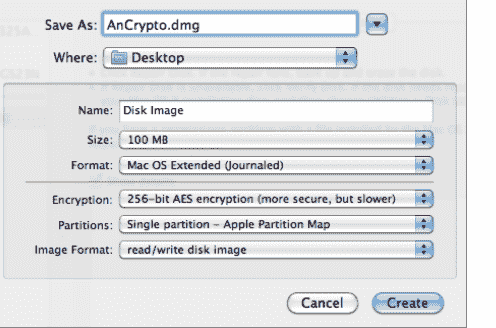 Save As: AnCrypto.dmg
Where: Desktop
Name: Disk Image
Size: 100 MB
Format: Mac OS Extended (Journaled)
Encryption: 256-bit AES encryption (more secure, but slower)
Partitions: Single partition - Apple Partition Map
Image Format: read/write disk image
Cancel Create